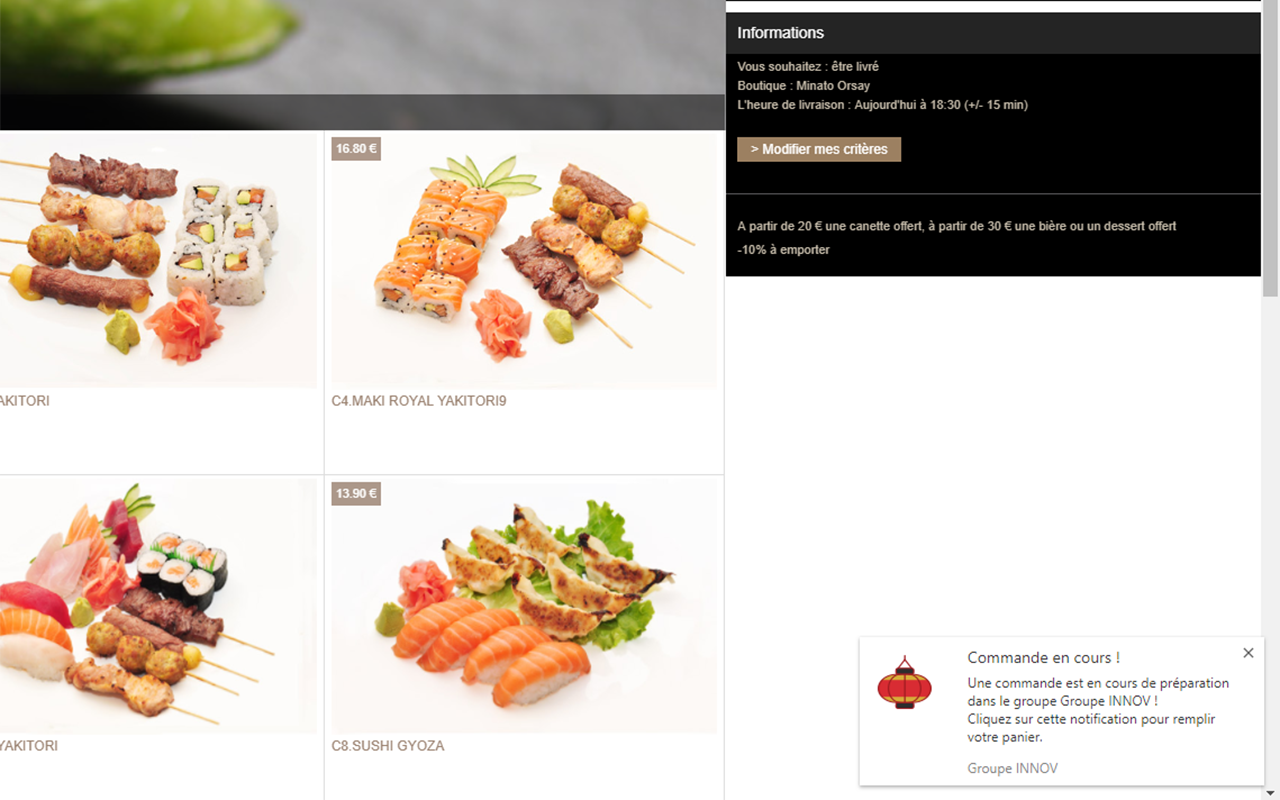 Informations
Vous souhaitez : être livré
Boutique : Minato Orsay
L'heure de livraison : Aujourd'hui à 18:30 (+/- 15 min)
> Modifier mes critères
A partir de 20 € une canette offert, à partir de 30 € une bière ou un dessert offert
-10% à emporter
16.80 €
AKITORI
C4.MAKI ROYAL YAKITORI9
13.90 €
YAKITORI
C8.SUSHI GYOZA
Commande en cours !
Une commande est en cours de préparation
dans le groupe Groupe INNOV !
Cliquez sur cette notification pour remplir
votre panier.
Groupe INNOV